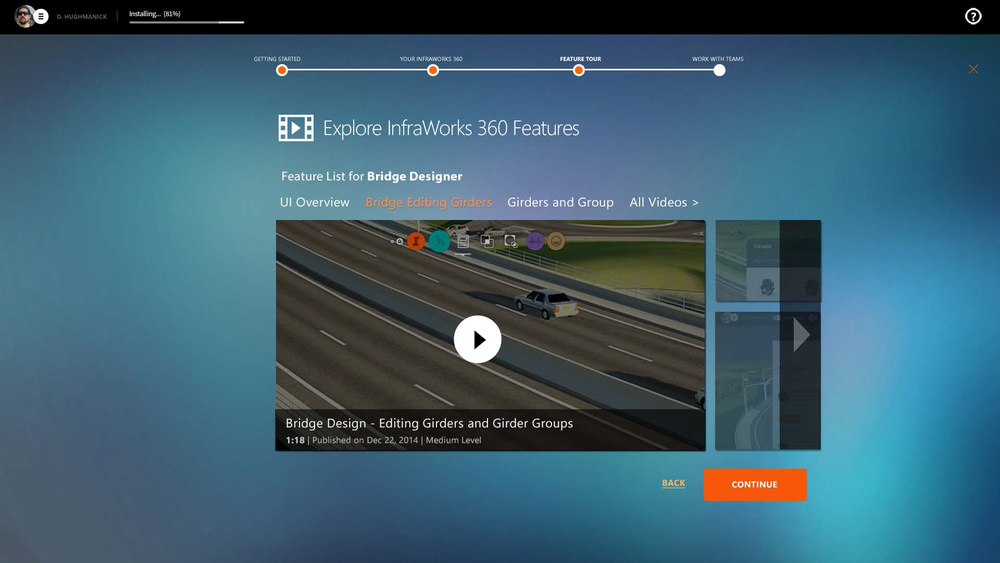 D. HUGHMANICK
Installing... (81%)
?
GETTING STARTED
YOUR INFRAWORKS 360
FEATURE TOUR
WORK WITH TEAMS
Explore InfraWorks 360 Features
Feature List for Bridge Designer
UI Overview
Bridge Editing Girders
Girders and Group
All Videos >
Bridge Design - Editing Girders and Girder Groups
1:18 | Published on Dec 22, 2014 | Medium Level
BACK
CONTINUE